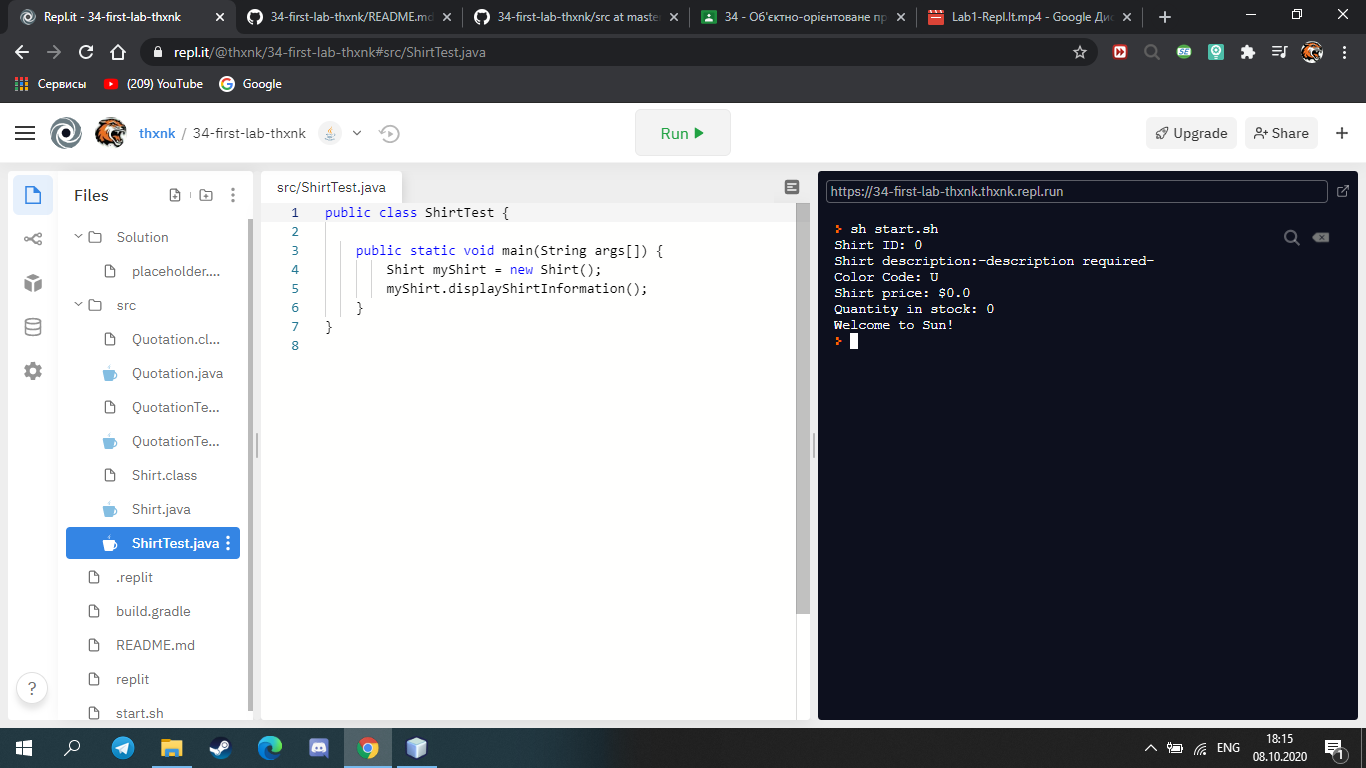 Repl.it - 34-first-lab-thxnk
34-first-lab-thxnk/README.md
34-first-lab-thxnk/src at maste
34 - Об'єктно-орієнтоване пр
Lab1-Repl.It.mp4 - Google Дис
repl.it/@thxnk/34-first-lab-thxnk#src/ShirtTest.java
SE
Сервисы
(209) YouTube
Google
thxnk / 34-first-lab-thxnk
Run
Upgrade
Share
Files
Solution
placeholder....
src
Quotation.cl...
Quotation.java
QuotationTe...
QuotationTe...
Shirt.class
Shirt.java
ShirtTest.java
.replit
build.gradle
README.md
replit
start.sh
?
src/ShirtTest.java
1 public class ShirtTest {
2
3 public static void main(String args[]) {
4 Shirt myShirt = new Shirt();
5 myShirt.displayShirtInformation();
6 }
7 }
8
https://34-first-lab-thxnk.thxnk.repl.run
sh start.sh
Shirt ID: 0
Shirt description:-description required-
Color Code: U
Shirt price: $0.0
Quantity in stock: 0
Welcome to Sun!
ENG
18:15
08.10.2020
1